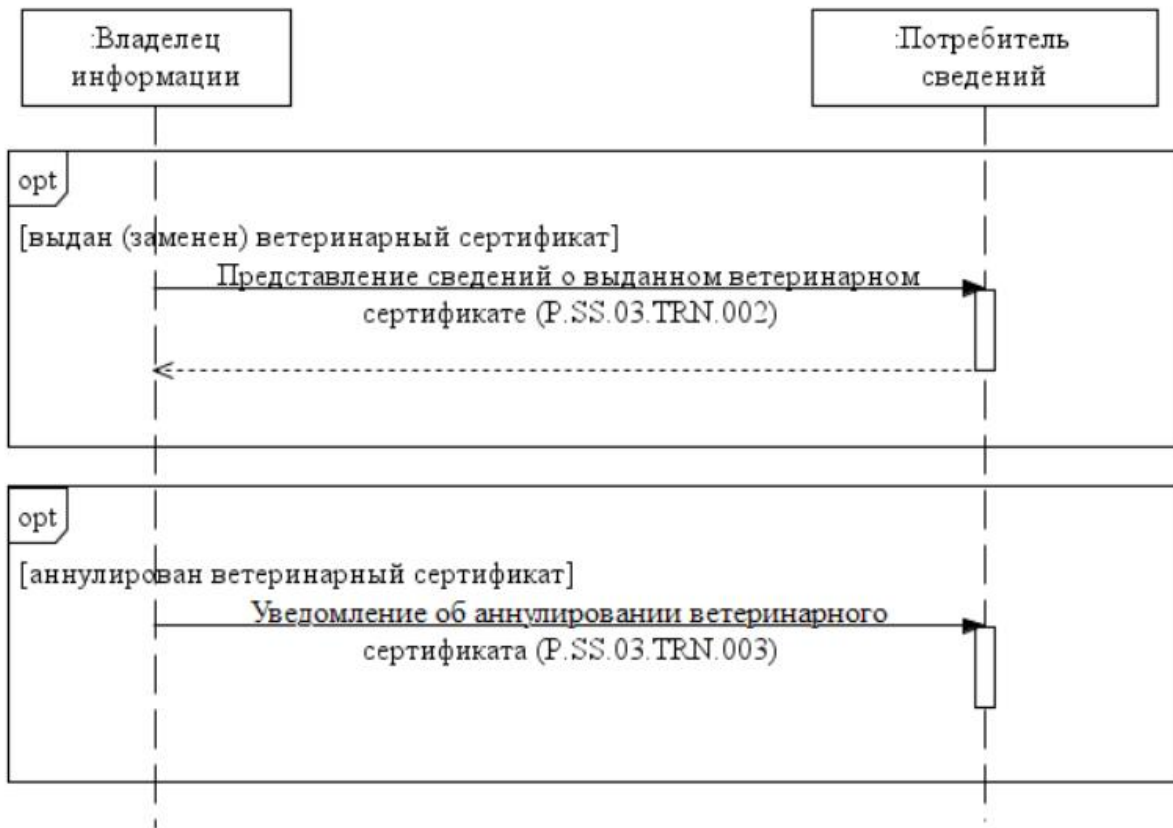 :Владелец
информации
:Потребитель
сведений
opt
[выдан (заменен) ветеринарный сертификат]
Представление сведений о выданном ветеринарном
сертификате (P.SS.03.TRN.002)
opt
[аннулирован ветеринарный сертификат]
Уведомление об аннулировании ветеринарного
сертификата (P.SS.03.TRN.003)